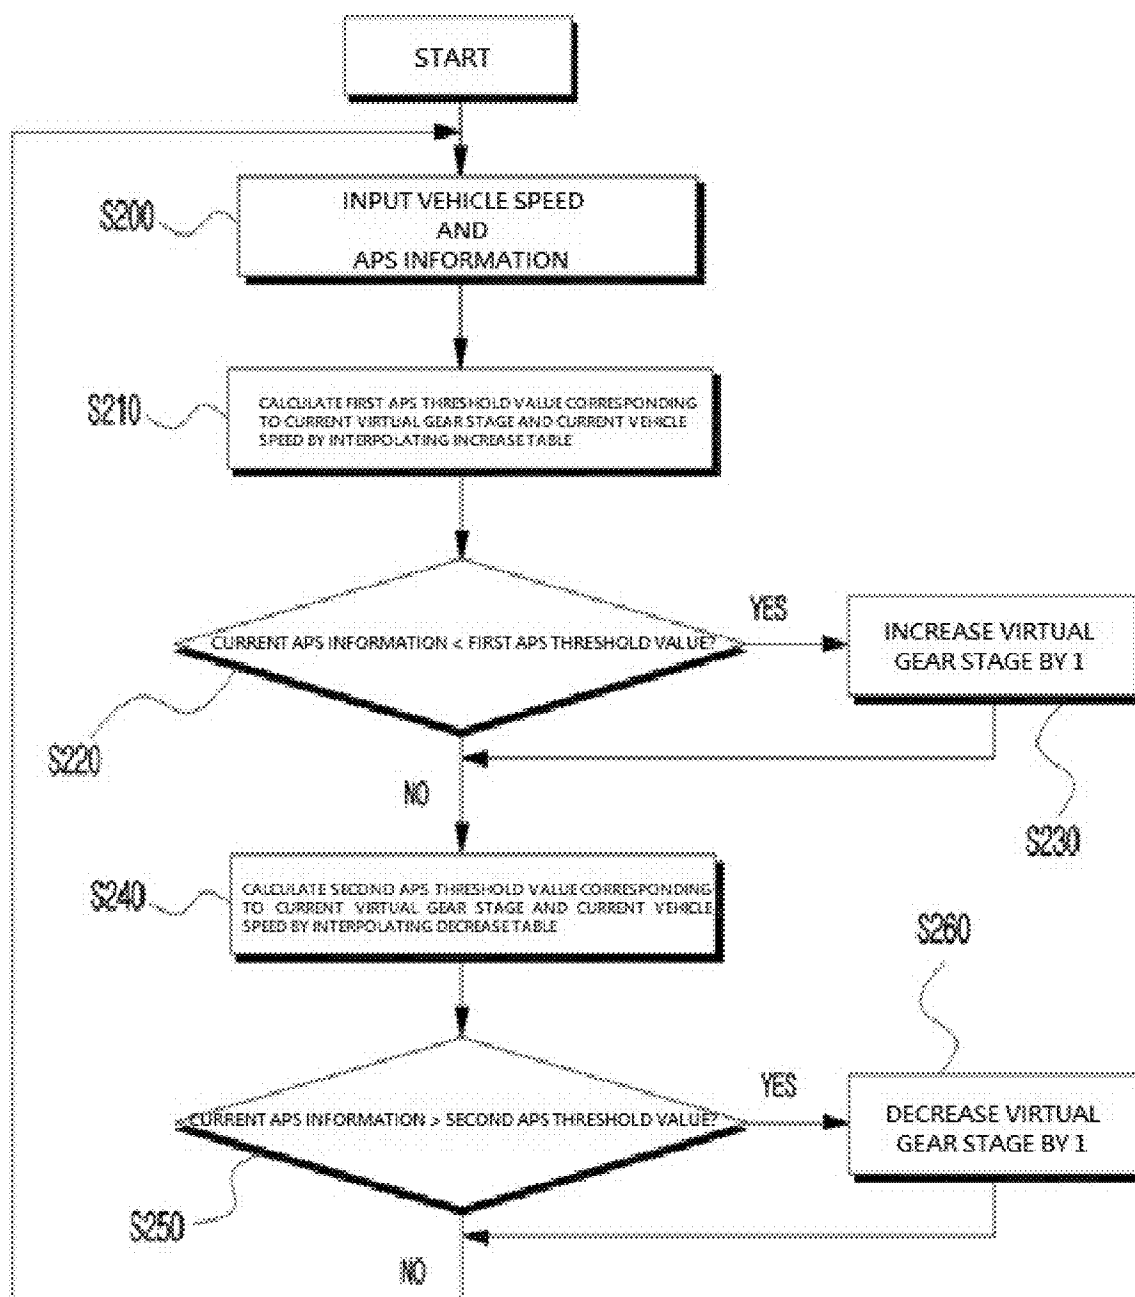 START
S200
INPUT VEHICLE SPEED
AND
APS INFORMATION
S210
CALCULATE FIRST APS THRESHOLD VALUE CORRESPONDING
TO CURRENT VIRTUAL GEAR STAGE AND CURRENT VEHICLE
SPEED BY INTERPOLATING INCREASE TABLE
CURRENT APS INFORMATION < FIRST APS THRESHOLD VALUE?
YES
INCREASE VIRTUAL
GEAR STAGE BY 1
S220
NO
S230
S240
CALCULATE SECOND APS THRESHOLD VALUE CORRESPONDING
TO CURRENT VIRTUAL GEAR STAGE AND CURRENT VEHICLE
SPEED BY INTERPOLATING DECREASE TABLE
S260
CURRENT APS INFORMATION > SECOND APS THRESHOLD VALUE?
YES
DECREASE VIRTUAL
GEAR STAGE BY 1
S250
NO